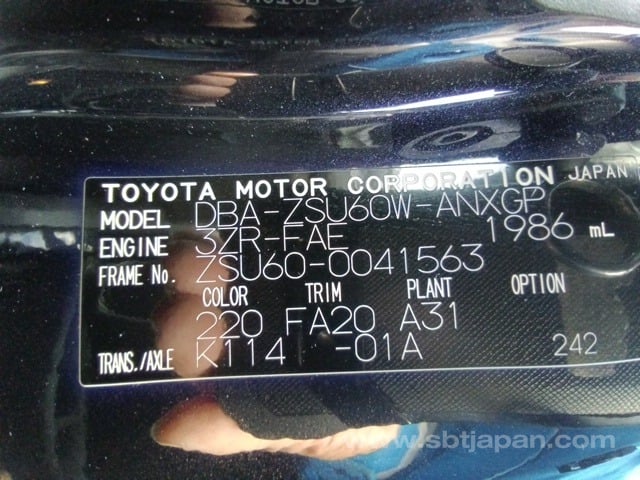 TOYOTA MOTOR CORPORATION JAPAN
MODEL DBA-ZSU60W-ANXGP
ENGINE 3ZR-FAE 1986 mL
FRAME No. ZSU60-0041563
COLOR TRIM PLANT OPTION
220 FA20 A31
TRANS./AXLE K114 -01A 242
www.sbtjapan.com